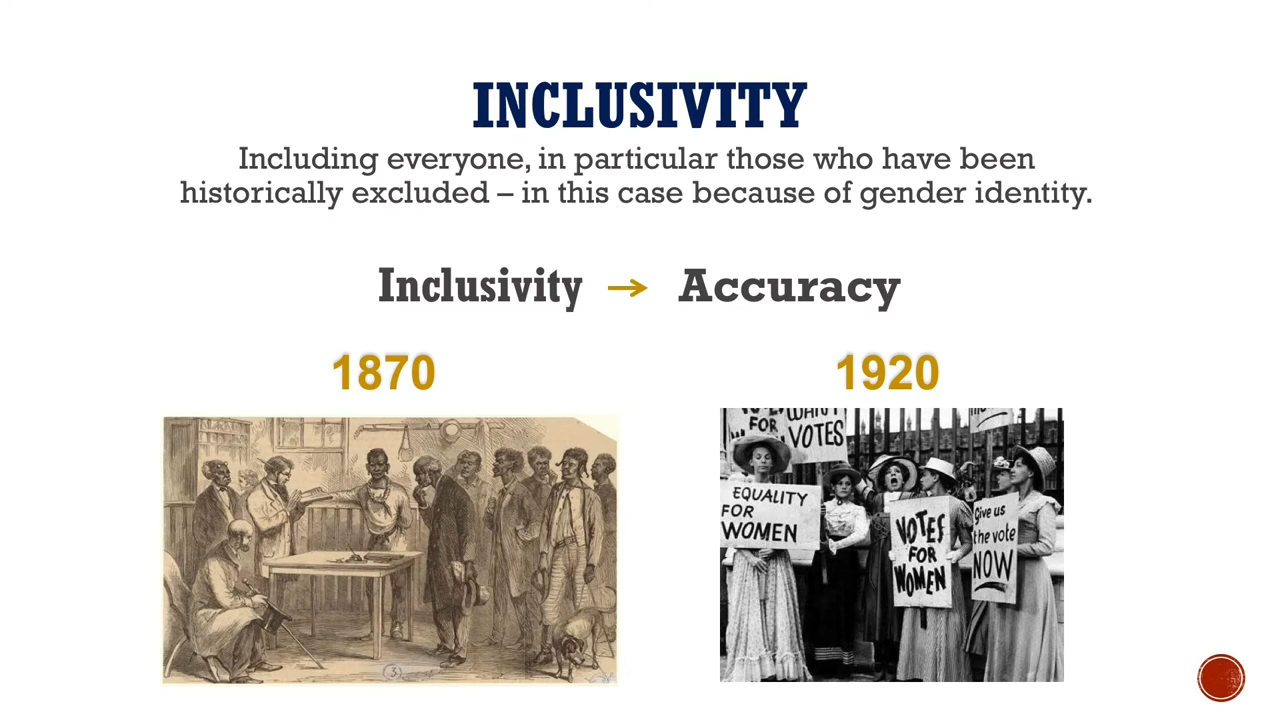 INCLUSIVITY
Including everyone, in particular those who have been
historically excluded – in this case because of gender identity.
Inclusivity → Accuracy
1870 1920
FOR
VOTES
EQUALITY
FOR
WOMEN
VOTES
FOR
WOMEN
Give us
the vote
NOW
3